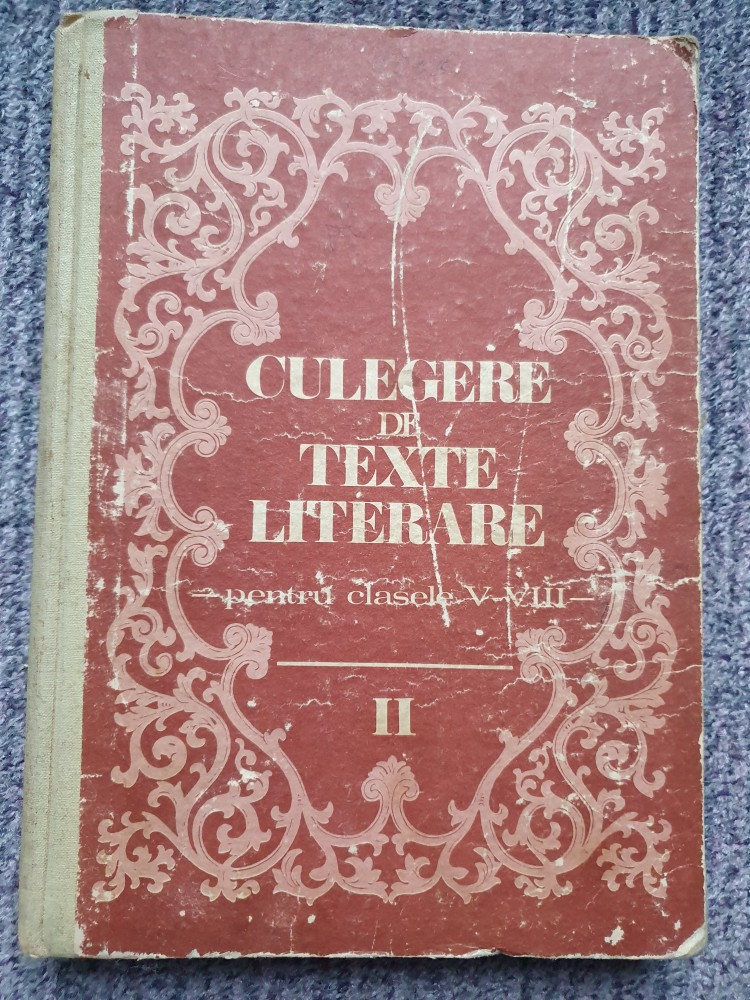 CULEGERE
DE
TEXTE
LITERARE
—pentru clasele V-VIII—
II